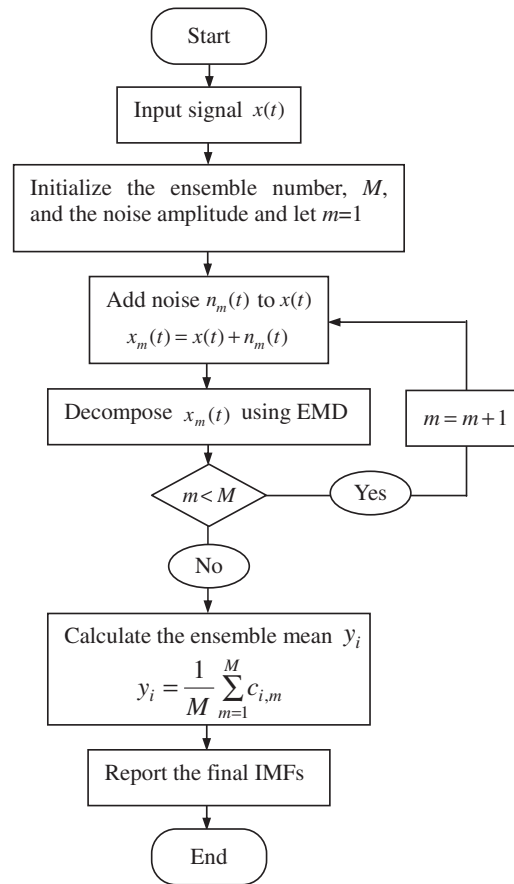 Start
Input signal x(t)
Initialize the ensemble number, M,
and the noise amplitude and let m=1
Add noise n_m(t) to x(t)
x_m(t) = x(t) + n_m(t)
Decompose x_m(t) using EMD
m = m + 1
m < M
Yes
No
Calculate the ensemble mean y_i
y_i = \frac{1}{M} \sum_{m=1}^{M} c_{i,m}
Report the final IMFs
End